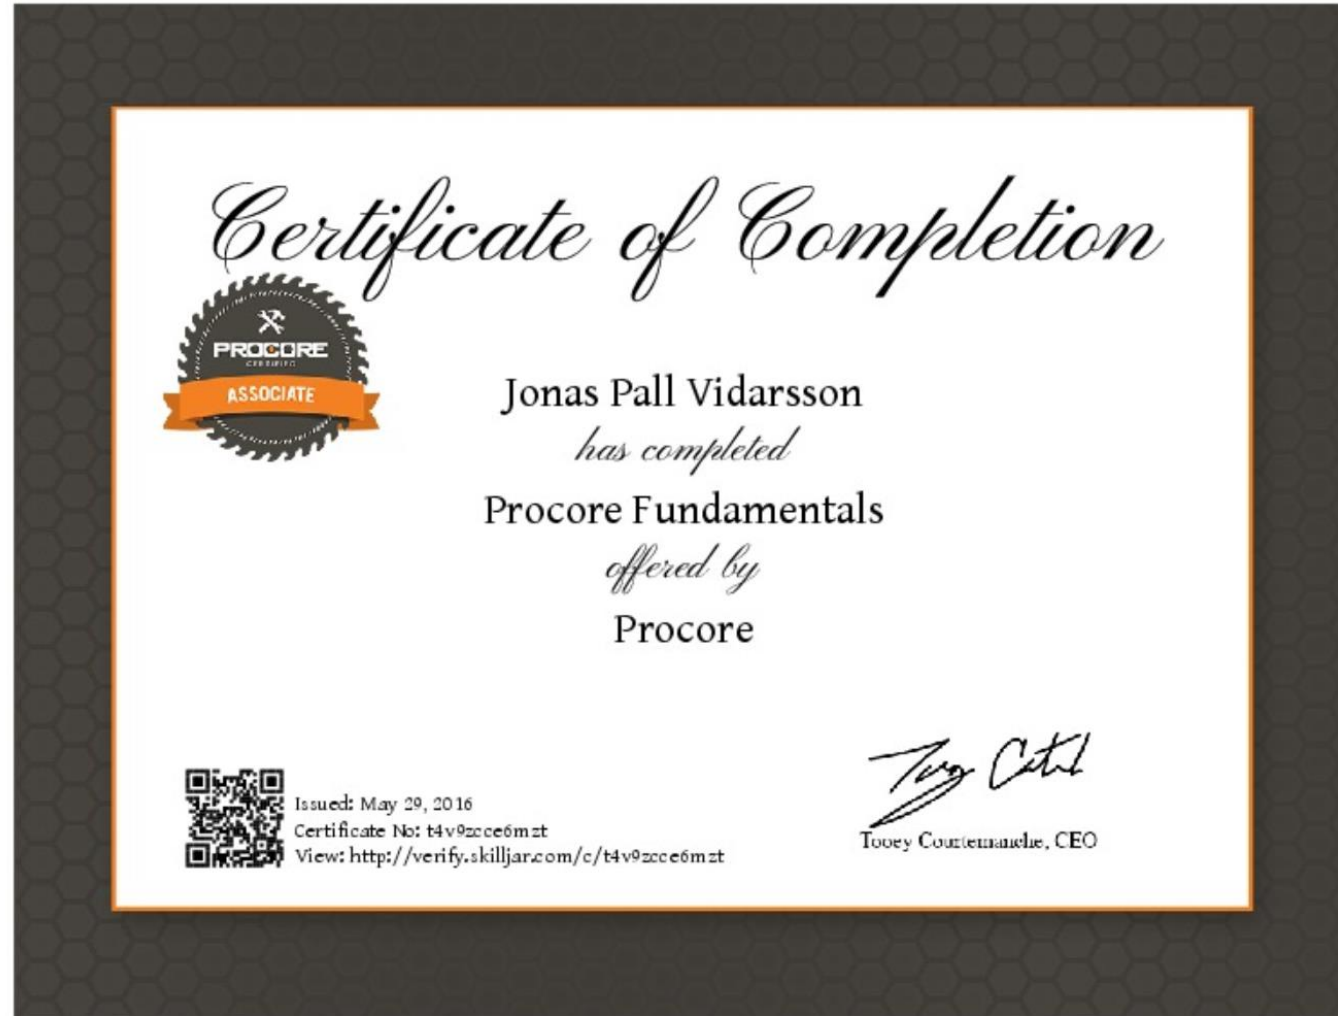 Certificate of Completion
PROCORE
CERTIFIED
ASSOCIATE
Jonas Pall Vidarsson
has completed
Procore Fundamentals
offered by
Procore
Issued: May 29, 2016
Certificate No: t4v9zcce6mzt
View: http://verify.skilljar.com/c/t4v9zcce6mzt
Tooey Courtemanche, CEO